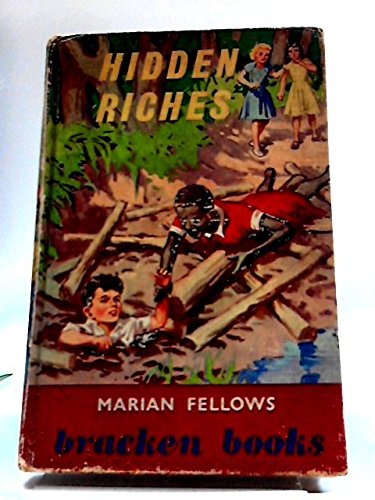 HIDDEN
RICHES
MARIAN FELLOWS
bracken books